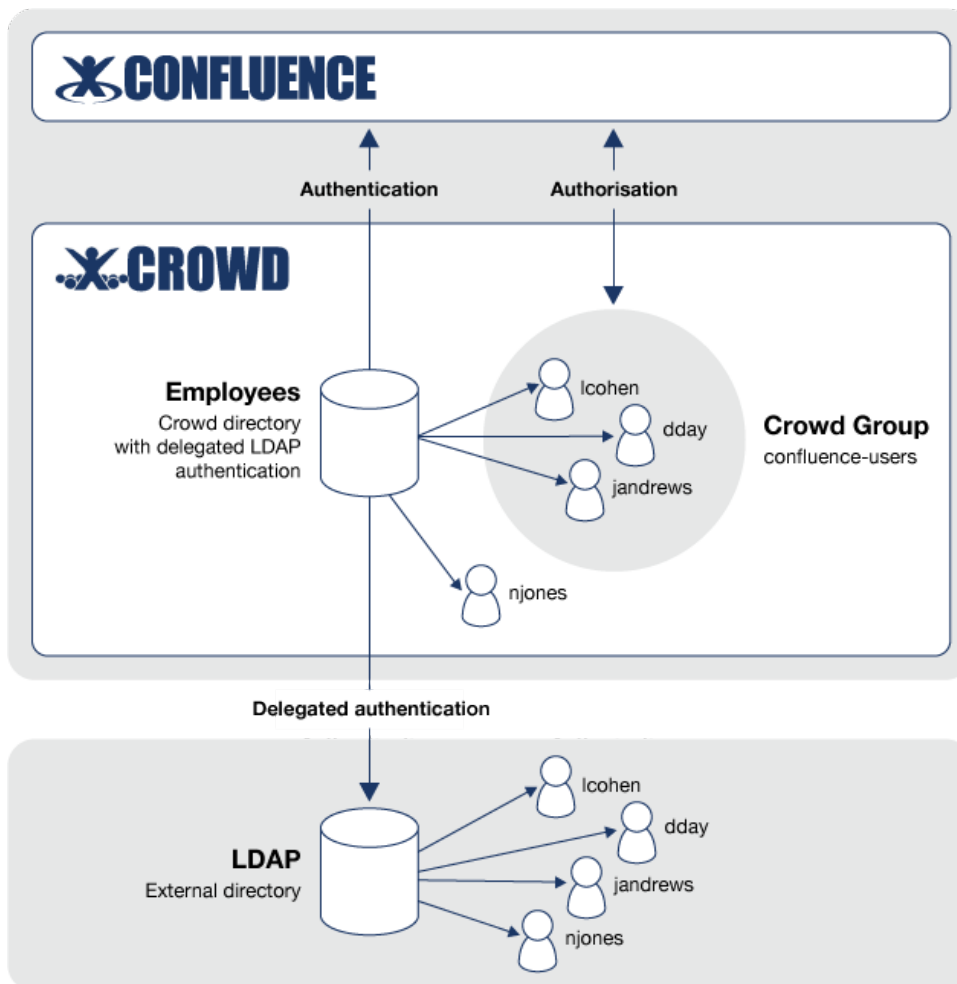 CONFLUENCE
Authentication
Authorisation
CROWD
Employees
Crowd directory
with delegated LDAP
authentication
lcohen
dday
jandrews
Crowd Group
confluence-users
njones
Delegated authentication
LDAP
External directory
lcohen
dday
jandrews
njones